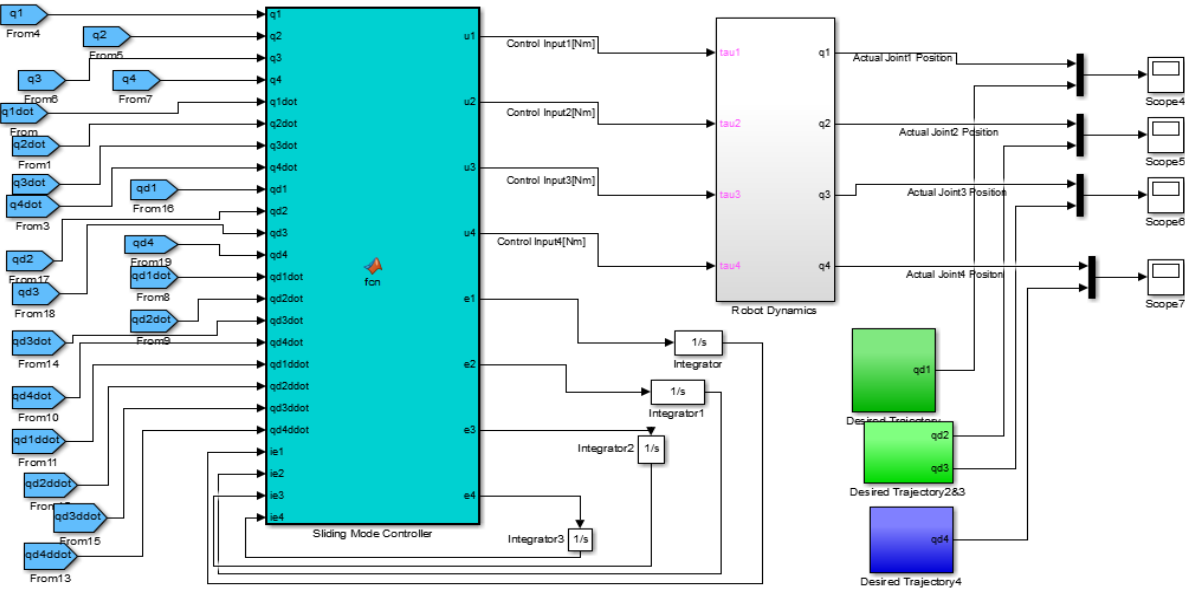 q1
From4
q2
From5
q3
From6
q4
From7
q1dot
From
q2dot
From1
q3dot
q4dot
From3
qd1
From16
qd2
From17
qd3
From18
qd4
From19
qd1dot
From8
qd2dot
From9
qd3dot
From14
qd4dot
From10
qd1ddot
From11
qd2ddot
qd3ddot
From15
qd4ddot
From13
q1
q2
q3
q4
q1dot
q2dot
q3dot
q4dot
qd1
qd2
qd3
qd4
qd1dot
qd2dot
qd3dot
qd4dot
qd1ddot
qd2ddot
qd3ddot
qd4ddot
ie1
ie2
ie3
ie4
fcn
u1
u2
u3
u4
e1
e2
e3
e4
Sliding Mode Controller
Control Input1[Nm]
Control Input2[Nm]
Control Input3[Nm]
Control Input4[Nm]
1/s
Integrator
1/s
Integrator1
Integrator2
1/s
Integrator3
1/s
tau1
tau2
tau3
tau4
q1
q2
q3
q4
Robot Dynamics
Actual Joint1 Position
Actual Joint2 Position
Actual Joint3 Position
Actual Joint4 Positon
Scope4
Scope5
Scope6
Scope7
qd1
Desired Trajectory
qd2
qd3
Desired Trajectory2&3
qd4
Desired Trajectory4